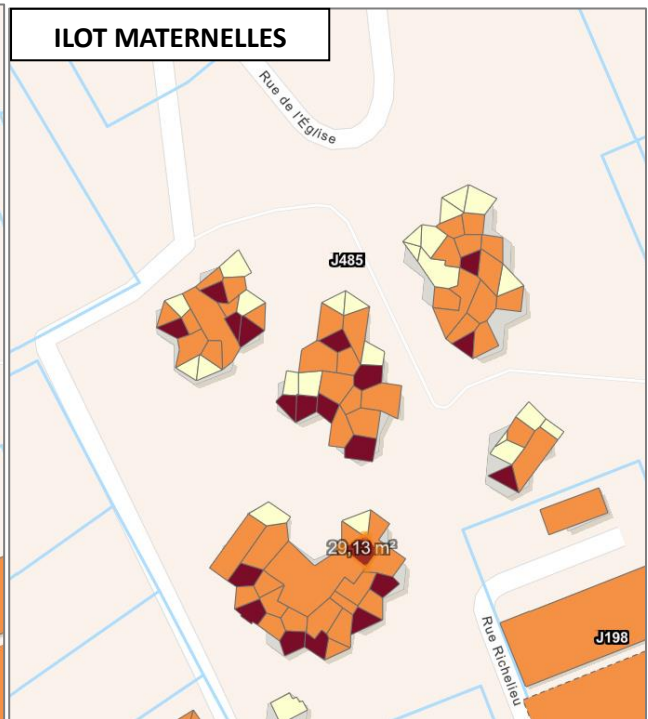 ILOT MATERNELLES
Rue de l'Église
J485
29,13 m²
Rue Richelieu
J198